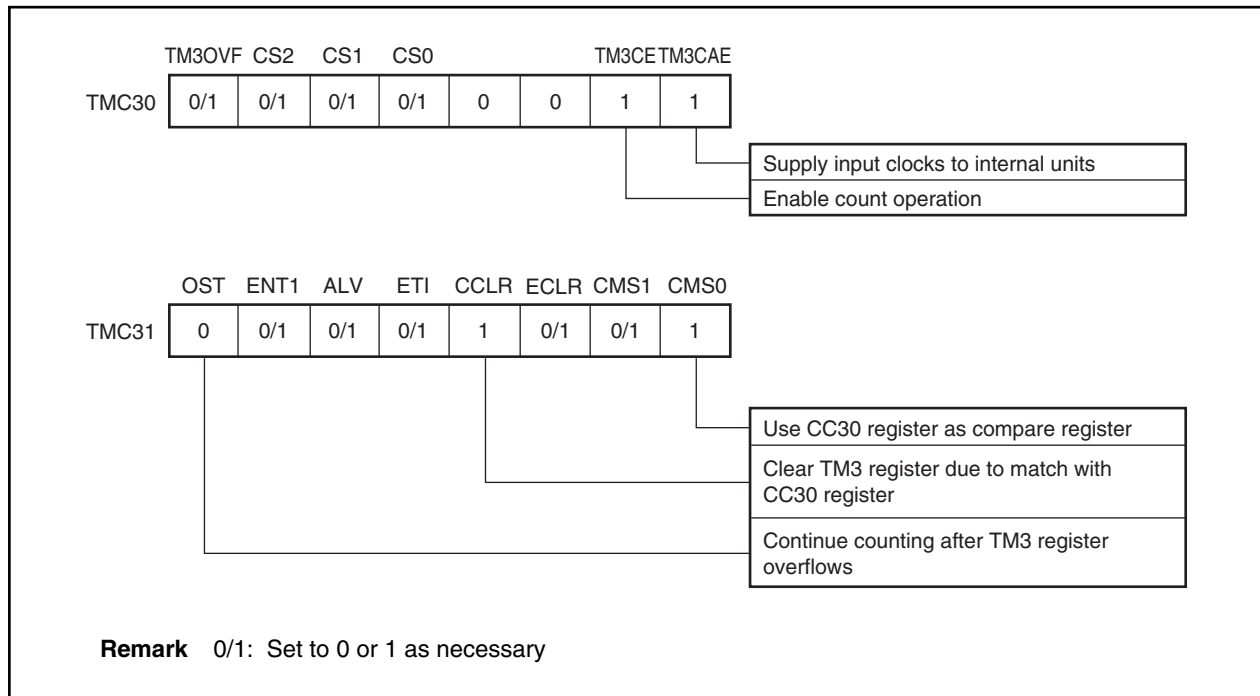 TM3OVF CS2 CS1 CS0 TM3CE TM3CAE
TMC30 0/1 0/1 0/1 0/1 0 0 1 1
Supply input clocks to internal units
Enable count operation
OST ENT1 ALV ETI CCLR ECLR CMS1 CMS0
TMC31 0 0/1 0/1 0/1 1 0/1 0/1 1
Use CC30 register as compare register
Clear TM3 register due to match with
CC30 register
Continue counting after TM3 register
overflows
Remark 0/1: Set to 0 or 1 as necessary